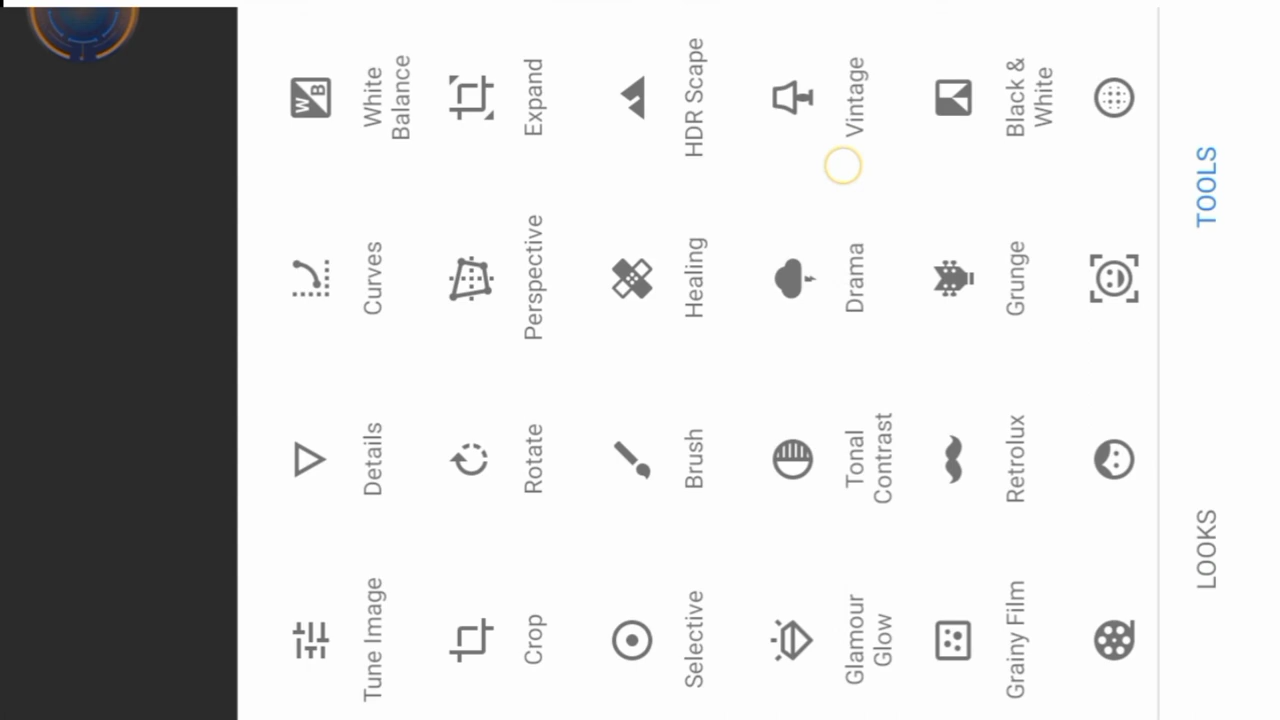 Tune Image
Details
Curves
White
Balance
Crop
Rotate
Perspective
Expand
Selective
Brush
Healing
HDR Scape
Glamour
Glow
Tonal
Contrast
Drama
Vintage
Grainy Film
Retrolux
Grunge
Black &
White
LOOKS
TOOLS